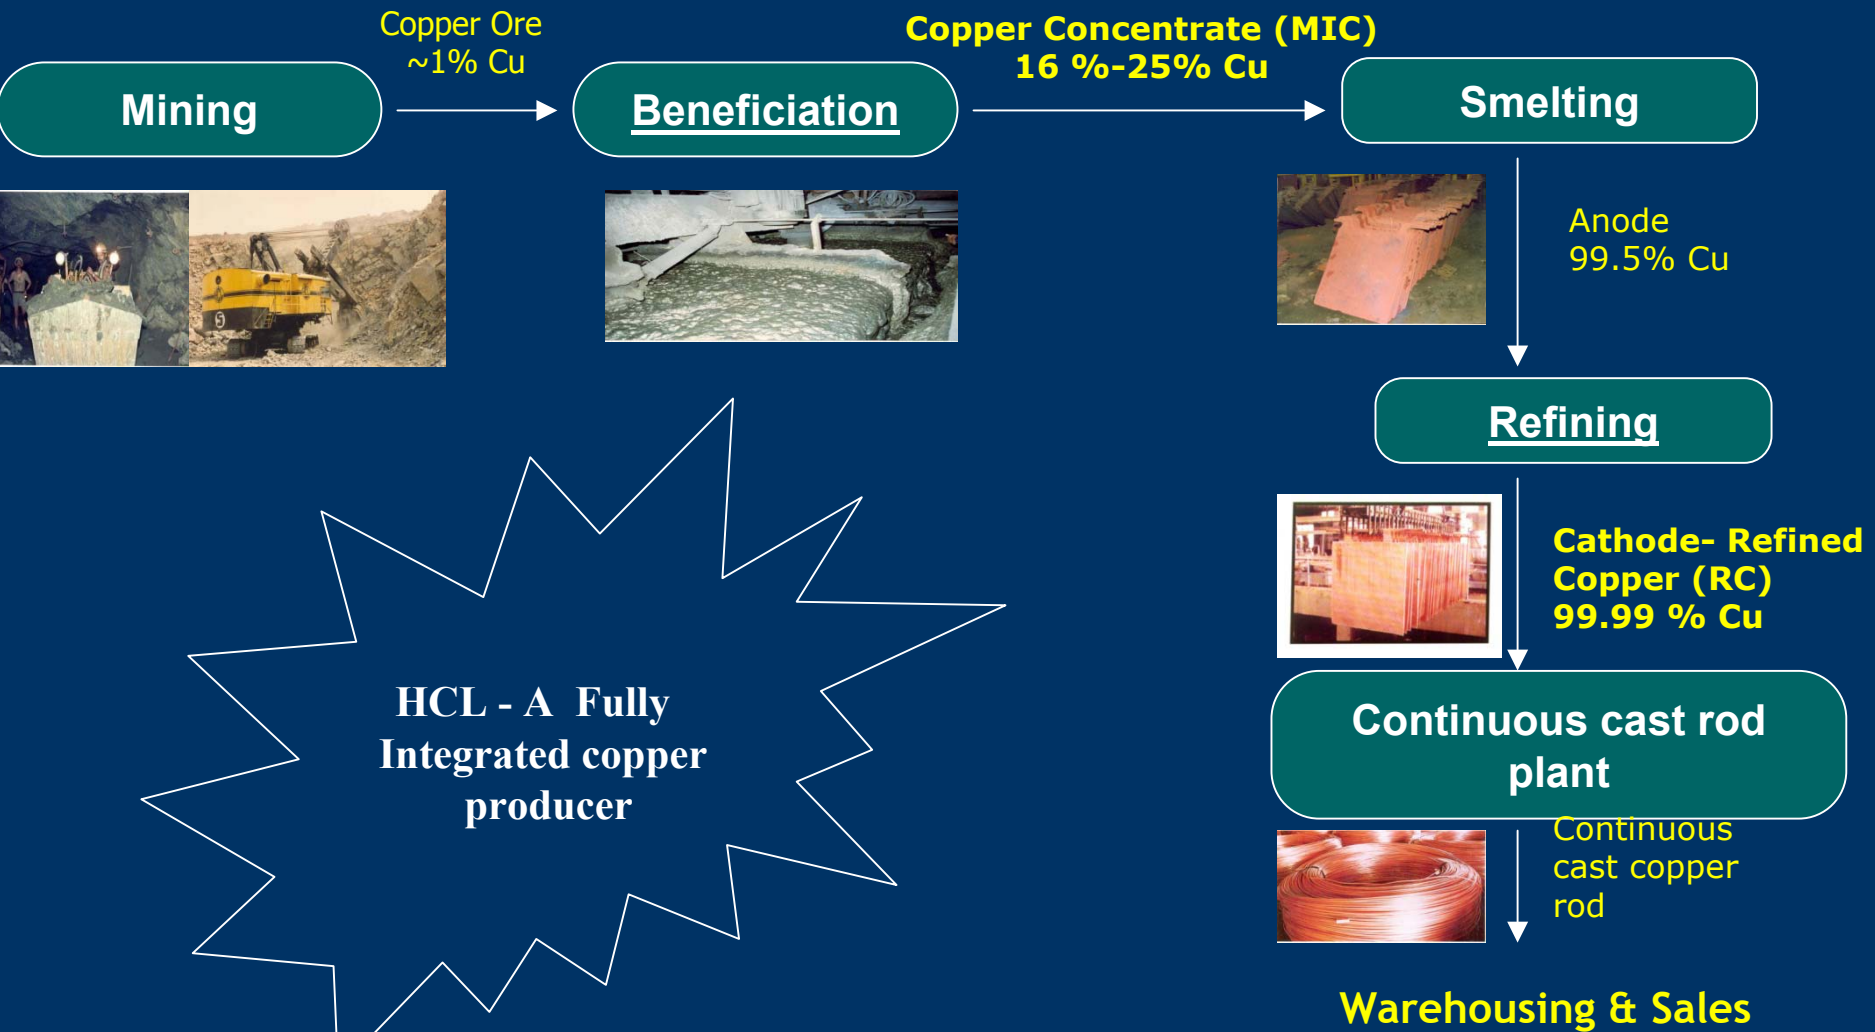 Copper Ore
~1% Cu
Copper Concentrate (MIC)
16 %-25% Cu
Mining
Beneficiation
Smelting
Anode
99.5% Cu
Refining
Cathode- Refined
Copper (RC)
99.99 % Cu
HCL - A Fully
Integrated copper
producer
Continuous cast rod
plant
Continuous
cast copper
rod
Warehousing & Sales
5